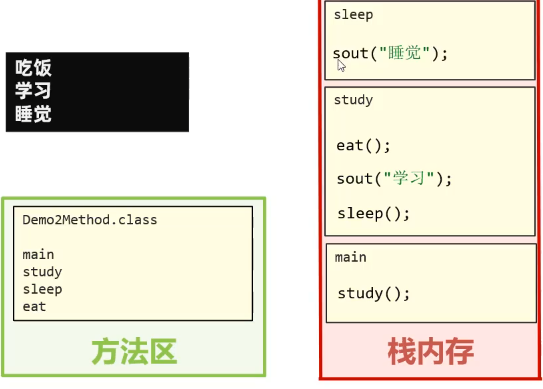 吃饭
学习
睡觉
Demo2Method.class
main
study
sleep
eat
方法区
sleep
sout("睡觉");
study
eat();
sout("学习");
sleep();
main
study();
栈内存